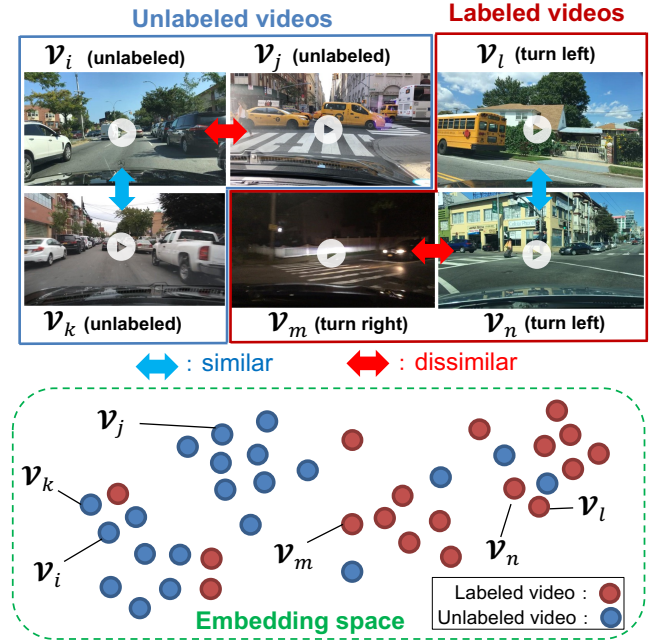 Unlabeled videos
Labeled videos
𝒱i (unlabeled)
𝒱j (unlabeled)
𝒱l (turn left)
𝒱k (unlabeled)
𝒱m (turn right)
𝒱n (turn left)
: similar
: dissimilar
𝒱j
𝒱k
𝒱i
𝒱m
𝒱n
𝒱l
Labeled video :
Unlabeled video :
Embedding space